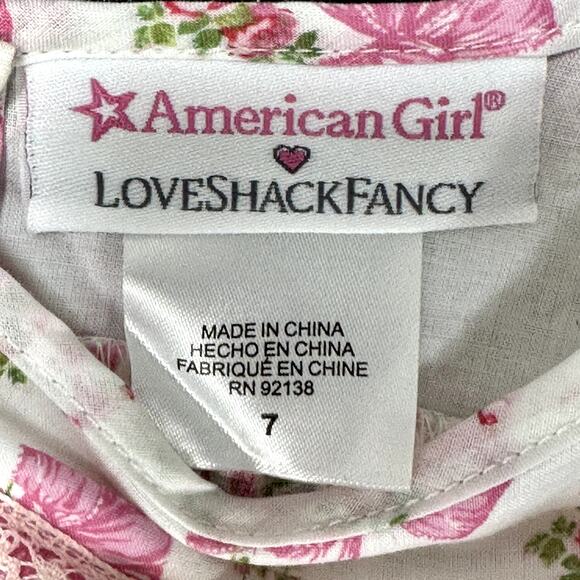 American Girl®
LOVESHACKFANCY
MADE IN CHINA
HECHO EN CHINA
FABRIQUÉ EN CHINE
RN 92138
7